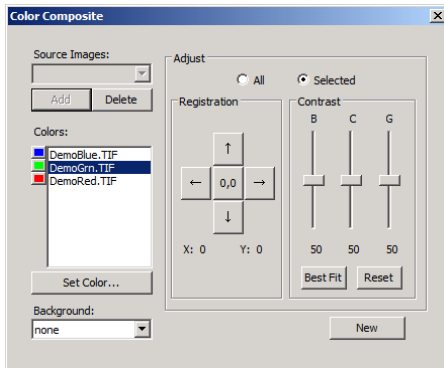 Color Composite
Source Images:
Add
Delete
Colors:
DemoBlue.TIF
DemoGrn.TIF
DemoRed.TIF
Set Color...
Background:
none
Adjust
All
Selected
Registration
↑
← 0,0 →
↓
X: 0 Y: 0
Contrast
B C G
50 50 50
Best Fit
Reset
New